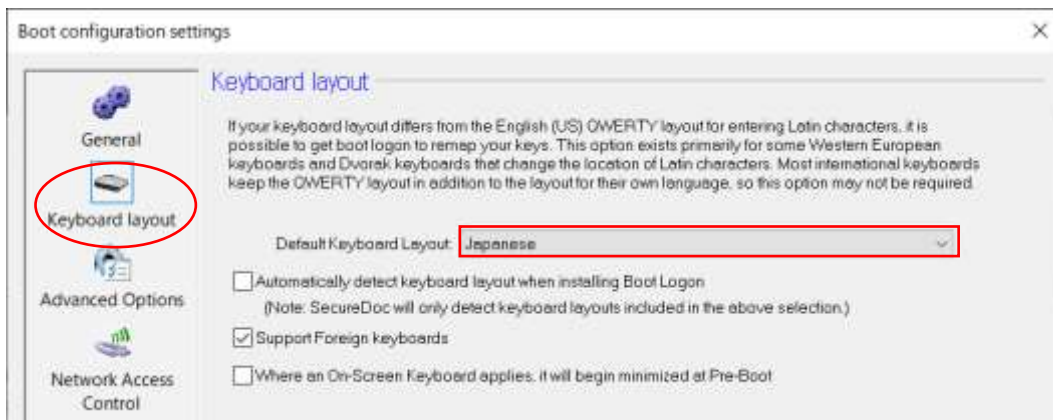 Boot configuration settings
General
Keyboard layout
Advanced Options
Network Access
Control
Keyboard layout
If your keyboard layout differs from the English (US) QWERTY layout for entering Latin characters, it is
possible to get boot logon to remap your keys. This option exists primarily for some Western European
keyboards and Dvorak keyboards that change the location of Latin characters. Most international keyboards
keep the QWERTY layout in addition to the layout for their own language, so this option may not be required.
Default Keyboard Layout: Japanese
Automatically detect keyboard layout when installing Boot Logon
(Note: SecureDoc will only detect keyboard layouts included in the above selection.)
Support Foreign keyboards
Where an On-Screen Keyboard applies, it will begin minimized at Pre-Boot